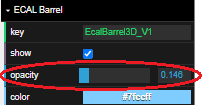 ECAL Barrel
key EcalBarrel3D_V1
show
opacity 0.146
color #7fccff